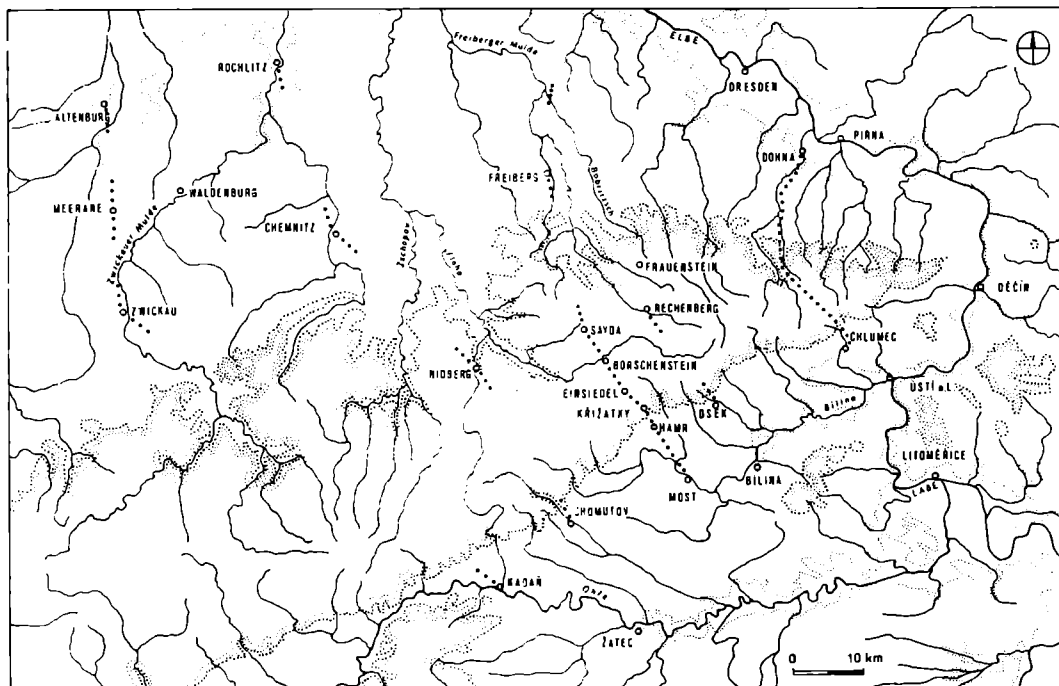 Freiberger Mulde
ELBE
ROCHLITZ
DRESDEN
ALTENBURG
PIRNA
DOHNA
FREIBERG
Bobritzsch
WALDENBURG
MEERANE
Zwickauer Mulde
CHEMNITZ
Zschopau
FRAUENSTEIN
DĚČÍN
ZWICKAU
RECHENBERG
SAYDA
CHLUMEC
BORSCHENSTEIN
NIDBERG
EINSIEDEL
ÚSTÍ n.L.
KŘIŽATKY
OSEK
Bílina
HAMR
LITOMĚŘICE
BÍLINA
MOST
LABE
CHOMUTOV
KADAŇ
Ohře
ŽATEC
0 10 km